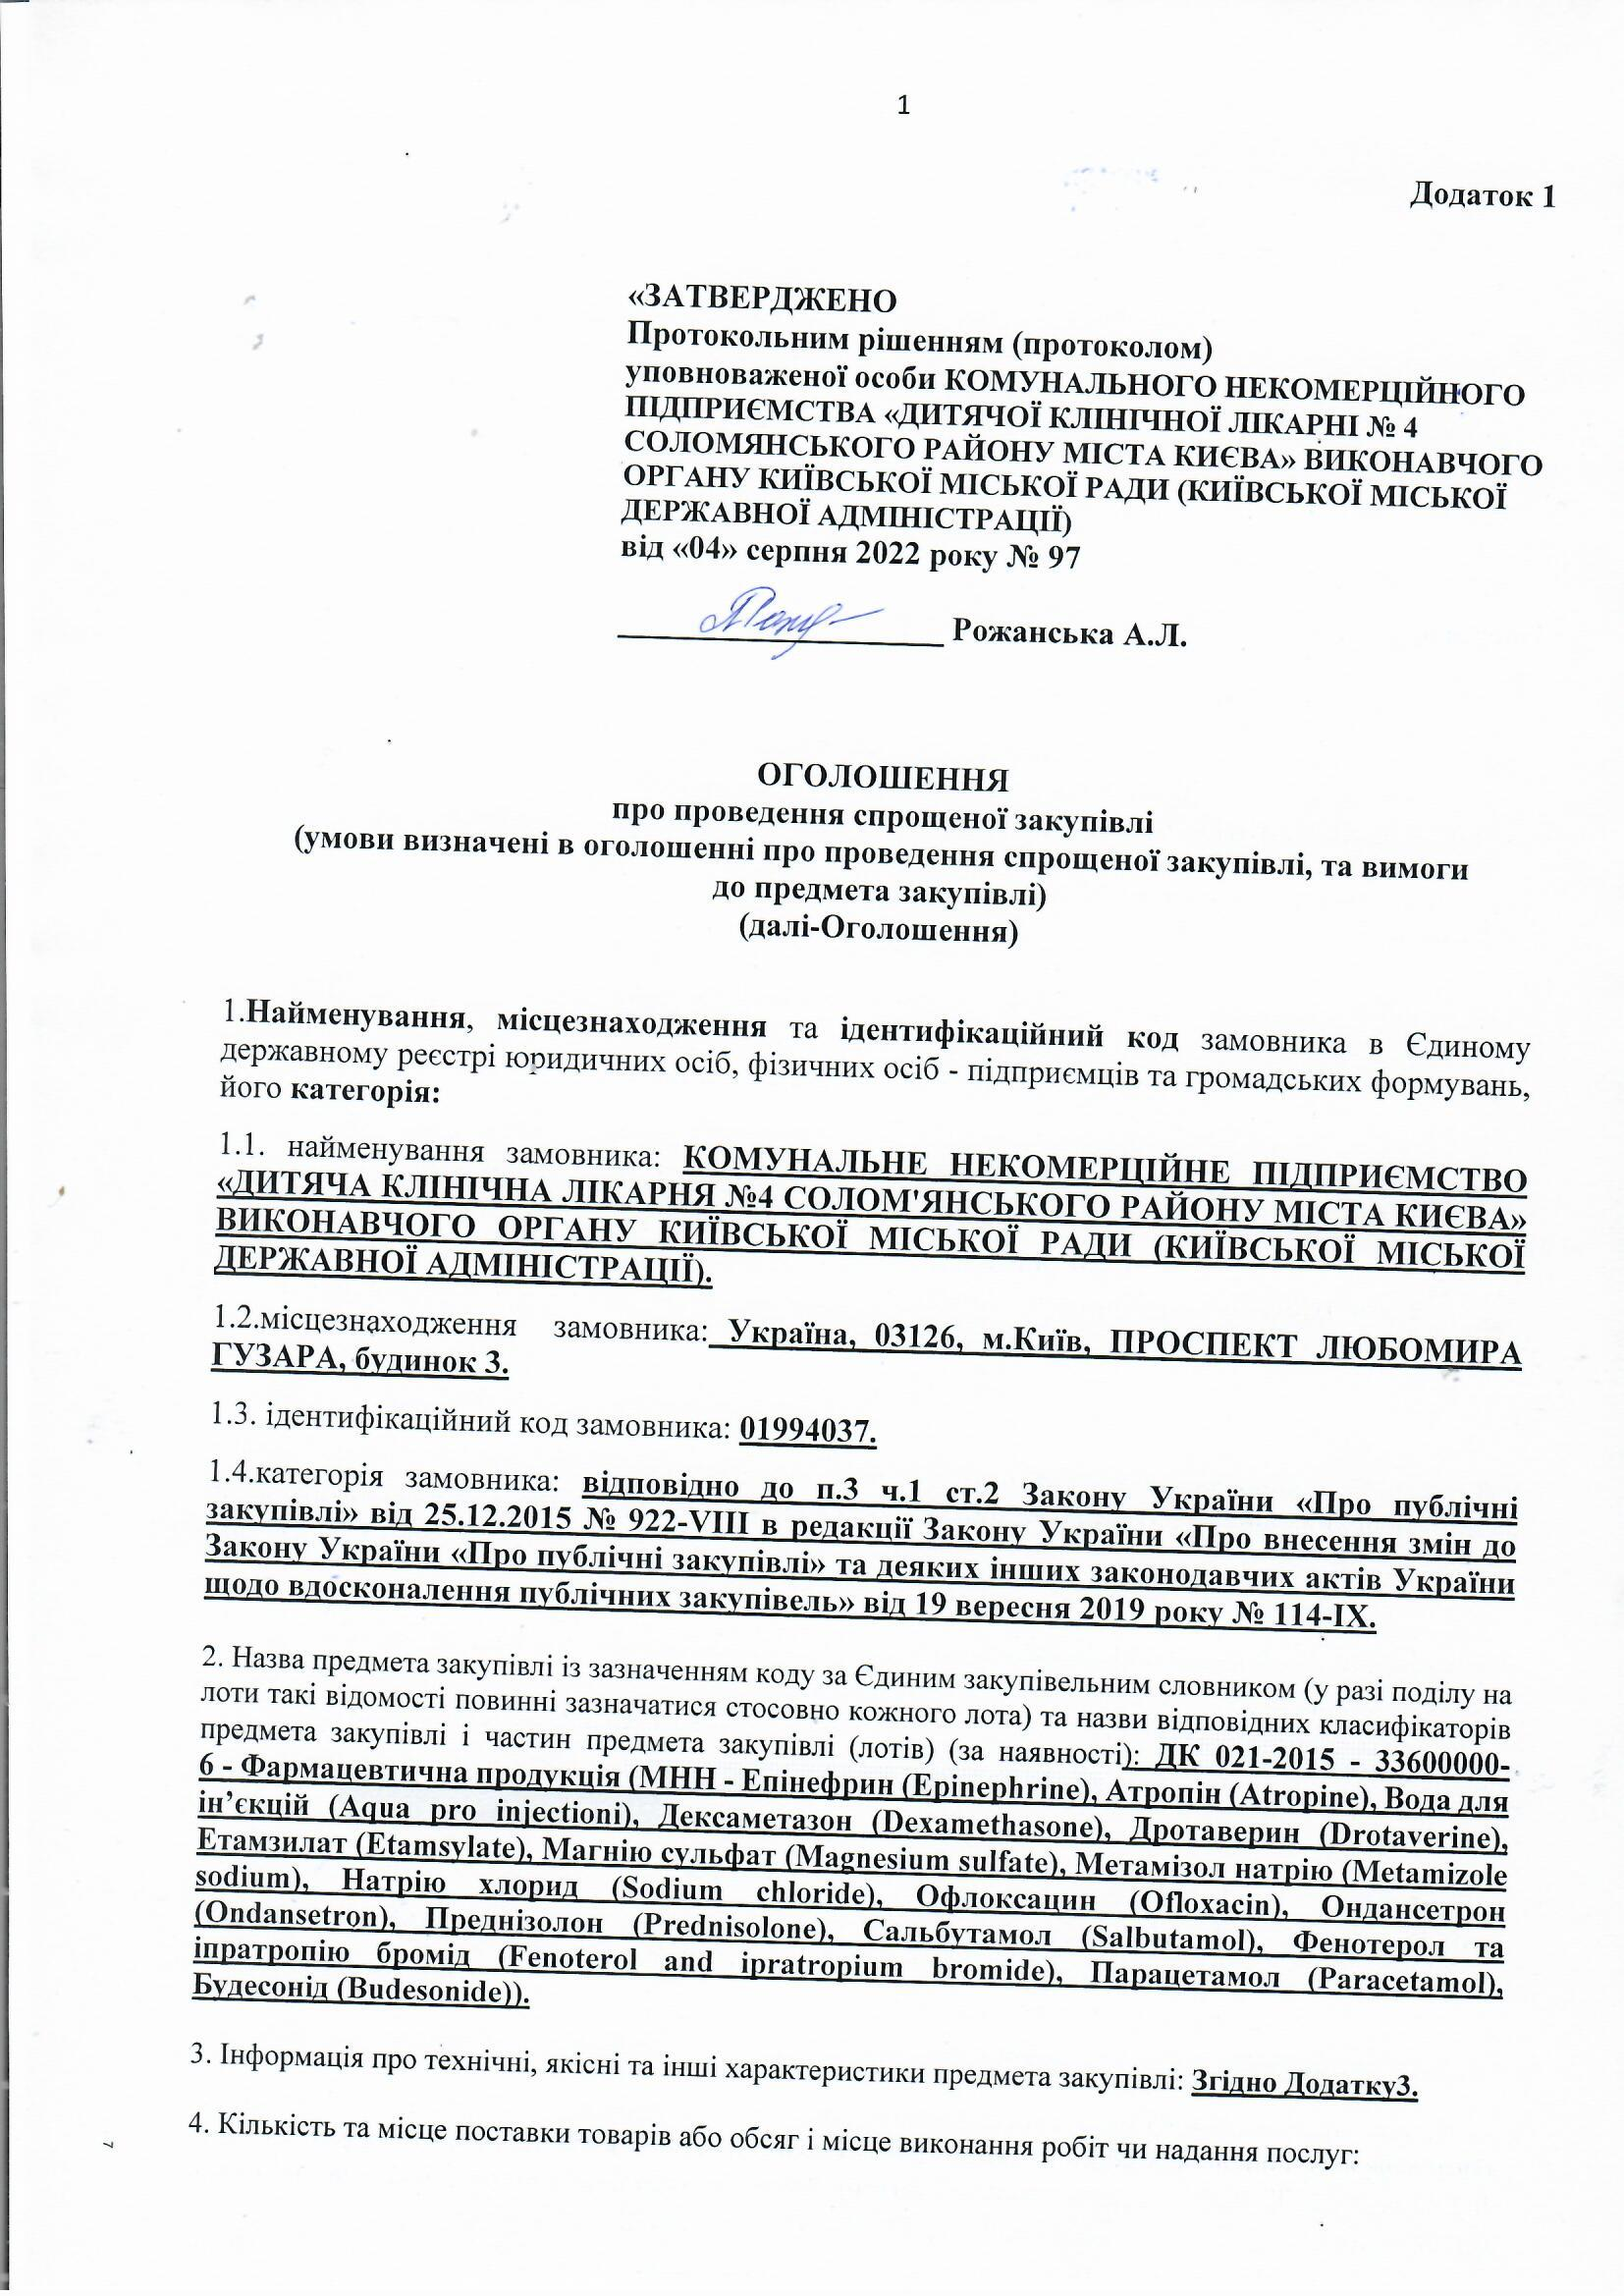 1
Додаток 1
«ЗАТВЕРДЖЕНО
Протокольним рішенням (протоколом)
уповноваженої особи КОМУНАЛЬНОГО НЕКОМЕРЦІЙНОГО
ПІДПРИЄМСТВА «ДИТЯЧОЇ КЛІНІЧНОЇ ЛІКАРНІ № 4
СОЛОМЯНСЬКОГО РАЙОНУ МІСТА КИЄВА» ВИКОНАВЧОГО
ОРГАНУ КИЇВСЬКОЇ МІСЬКОЇ РАДИ (КИЇВСЬКОЇ МІСЬКОЇ
ДЕРЖАВНОЇ АДМІНІСТРАЦІЇ)
від «04» серпня 2022 року № 97
Рожанська А.Л.
ОГОЛОШЕННЯ
про проведення спрощеної закупівлі
(умови визначені в оголошенні про проведення спрощеної закупівлі, та вимоги
до предмета закупівлі)
(далі-Оголошення)
1.Найменування, місцезнаходження та ідентифікаційний код замовника в Єдиному
державному реєстрі юридичних осіб, фізичних осіб - підприємців та громадських формувань,
його категорія:
1.1. найменування замовника: КОМУНАЛЬНЕ НЕКОМЕРЦІЙНЕ ПІДПРИЄМСТВО
«ДИТЯЧА КЛІНІЧНА ЛІКАРНЯ №4 СОЛОМ'ЯНСЬКОГО РАЙОНУ МІСТА КИЄВА»
ВИКОНАВЧОГО ОРГАНУ КИЇВСЬКОЇ МІСЬКОЇ РАДИ (КИЇВСЬКОЇ МІСЬКОЇ
ДЕРЖАВНОЇ АДМІНІСТРАЦІЇ).
1.2.місцезнаходження замовника: Україна, 03126, м.Київ, ПРОСПЕКТ ЛЮБОМИРА
ГУЗАРА, будинок 3.
1.3. ідентифікаційний код замовника: 01994037.
1.4.категорія замовника: відповідно до п.3 ч.1 ст.2 Закону України «Про публічні
закупівлі» від 25.12.2015 № 922-VIII в редакції Закону України «Про внесення змін до
Закону України «Про публічні закупівлі» та деяких інших законодавчих актів України
щодо вдосконалення публічних закупівель» від 19 вересня 2019 року № 114-IX.
2. Назва предмета закупівлі із зазначенням коду за Єдиним закупівельним словником (у разі поділу на
лоти такі відомості повинні зазначатися стосовно кожного лота) та назви відповідних класифікаторів
предмета закупівлі і частин предмета закупівлі (лотів) (за наявності): ДК 021-2015 - 33600000-
6 - Фармацевтична продукція (МНН - Епінефрин (Epinephrine), Атропін (Atropine), Вода для
ін’єкцій (Aqua pro injectioni), Дексаметазон (Dexamethasone), Дротаверин (Drotaverine),
Етамзилат (Etamsylate), Магнію сульфат (Magnesium sulfate), Метамізол натрію (Metamizole
sodium), Натрію хлорид (Sodium chloride), Офлоксацин (Ofloxacin), Ондансетрон
(Ondansetron), Преднізолон (Prednisolone), Сальбутамол (Salbutamol), Фенотерол та
іпратропію бромід (Fenoterol and ipratropium bromide), Парацетамол (Paracetamol),
Будесонід (Budesonide)).
3. Інформація про технічні, якісні та інші характеристики предмета закупівлі: Згідно Додатку3.
4. Кількість та місце поставки товарів або обсяг і місце виконання робіт чи надання послуг: